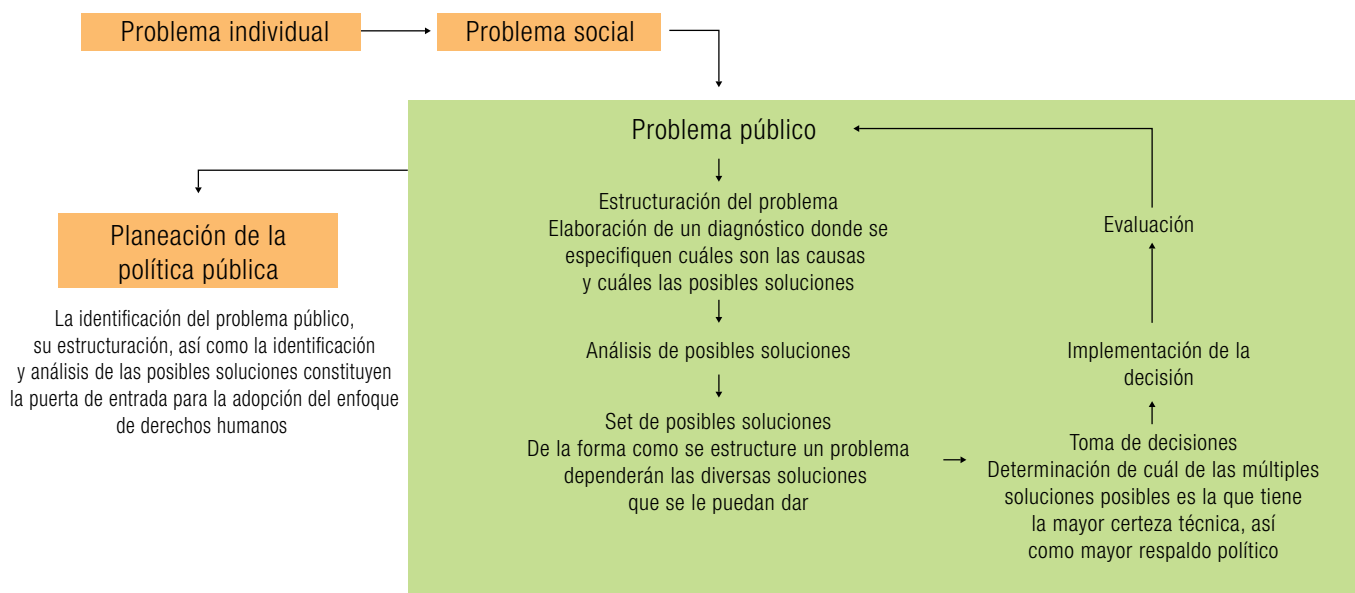 Problema individual
Problema social
Problema público
Estructuración del problema
Elaboración de un diagnóstico donde se
especifiquen cuáles son las causas
y cuáles las posibles soluciones
Análisis de posibles soluciones
Set de posibles soluciones
De la forma como se estructure un problema
dependerán las diversas soluciones
que se le puedan dar
Toma de decisiones
Determinación de cuál de las múltiples
soluciones posibles es la que tiene
la mayor certeza técnica, así
como mayor respaldo político
Implementación de la
decisión
Evaluación
Planeación de la
política pública
La identificación del problema público,
su estructuración, así como la identificación
y análisis de las posibles soluciones constituyen
la puerta de entrada para la adopción del enfoque
de derechos humanos